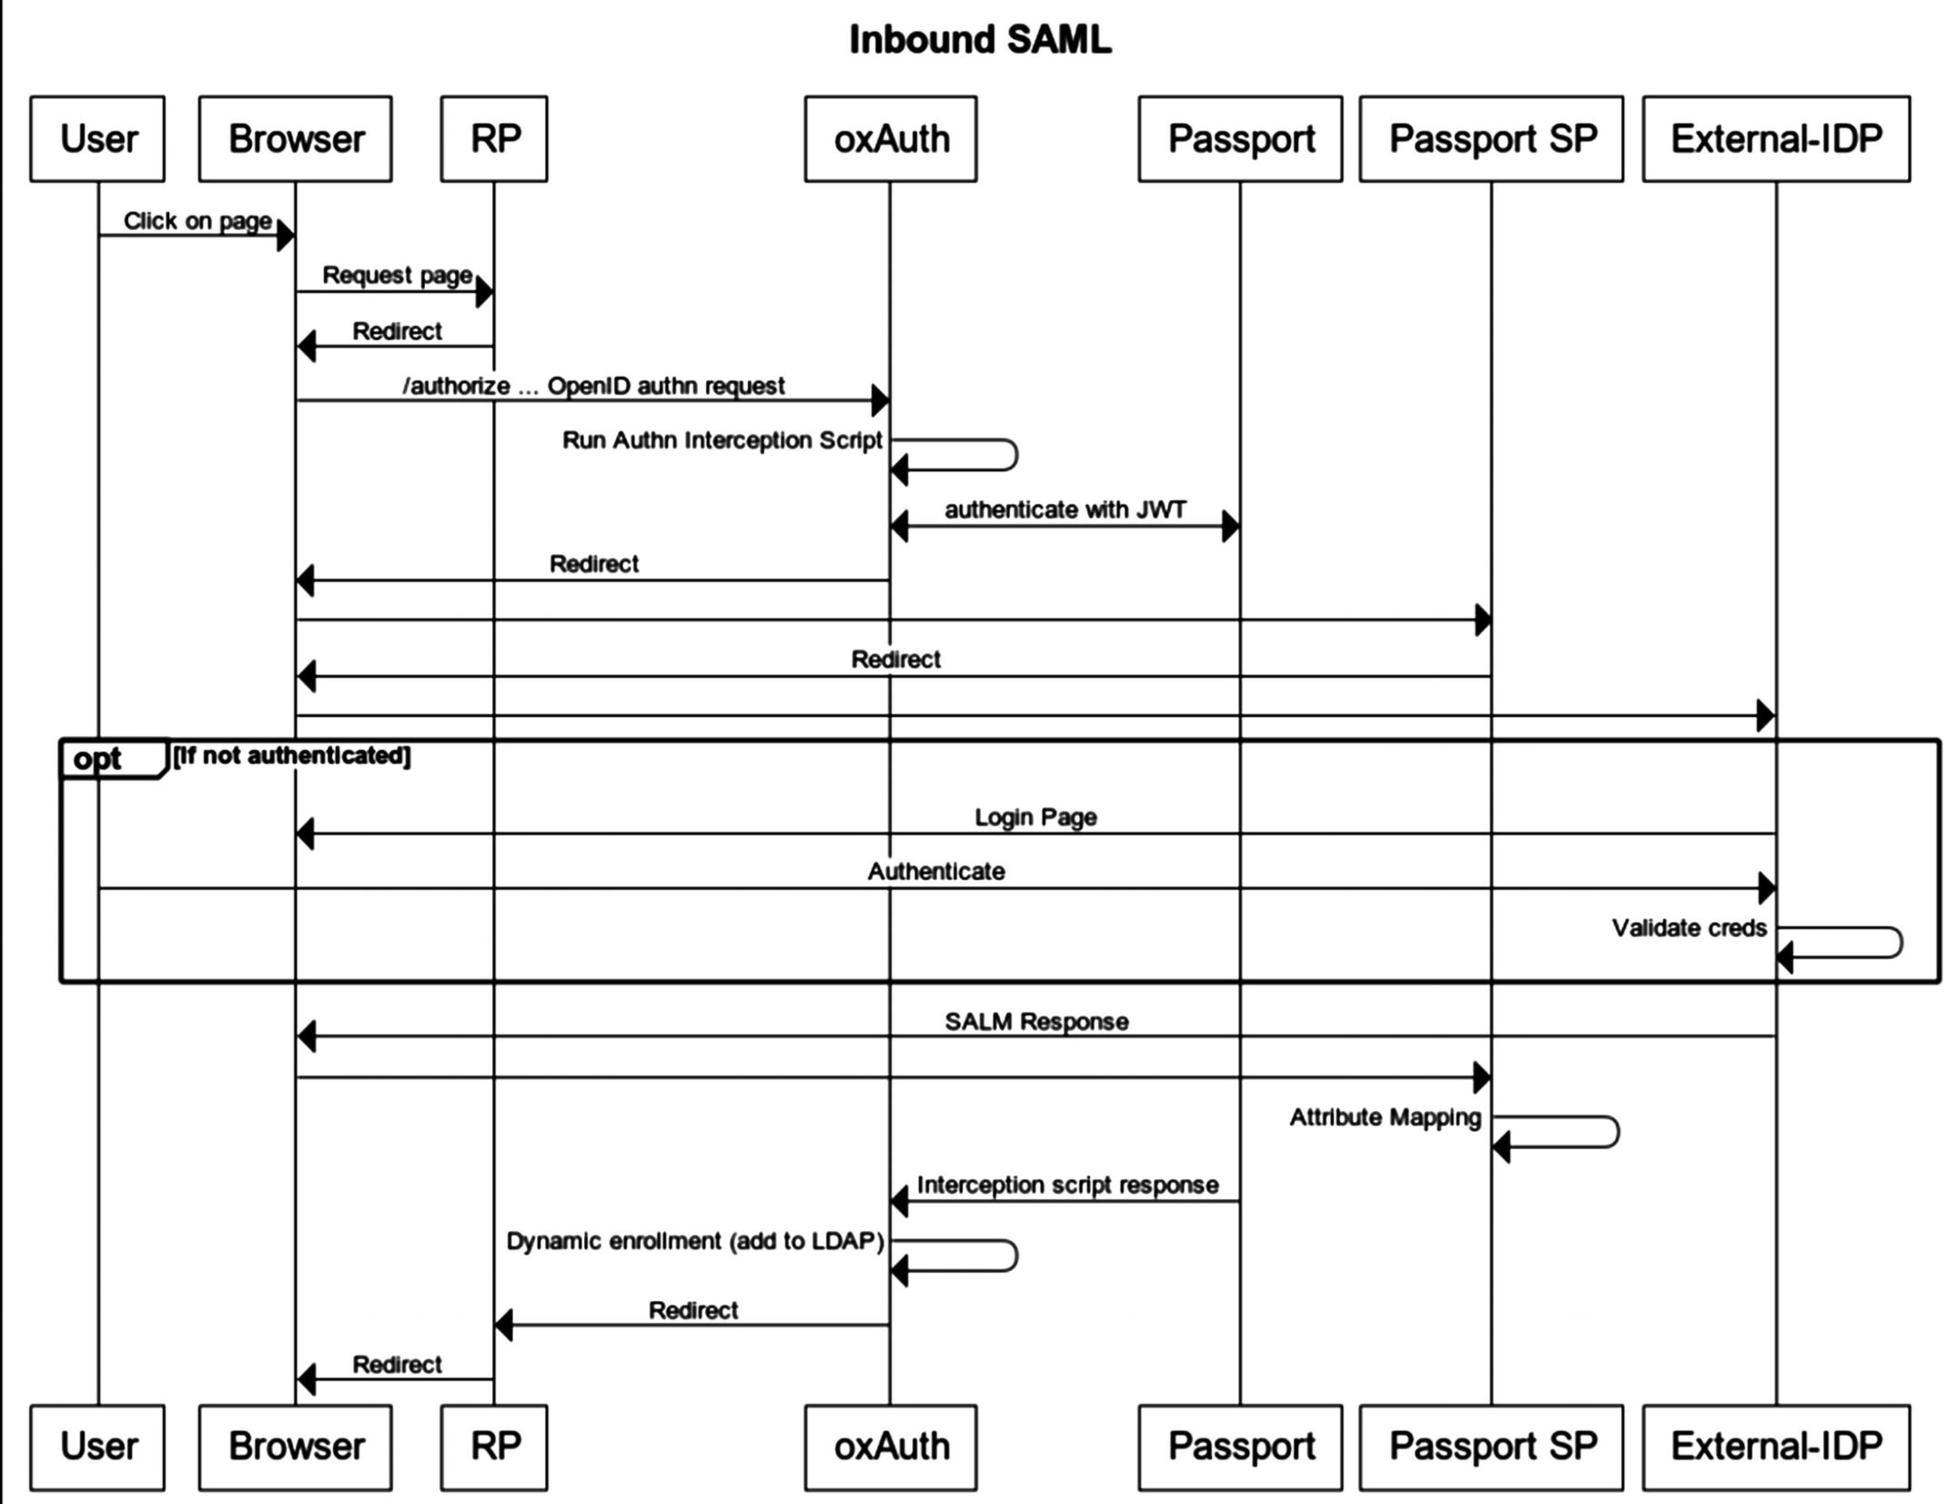 Inbound SAML
User
Browser
RP
oxAuth
Passport
Passport SP
External-IDP
Click on page
Request page
Redirect
/authorize ... OpenID authn request
Run Authn Interception Script
authenticate with JWT
Redirect
Redirect
opt
[If not authenticated]
Login Page
Authenticate
Validate creds
SALM Response
Attribute Mapping
Interception script response
Dynamic enrollment (add to LDAP)
Redirect
Redirect
User
Browser
RP
oxAuth
Passport
Passport SP
External-IDP